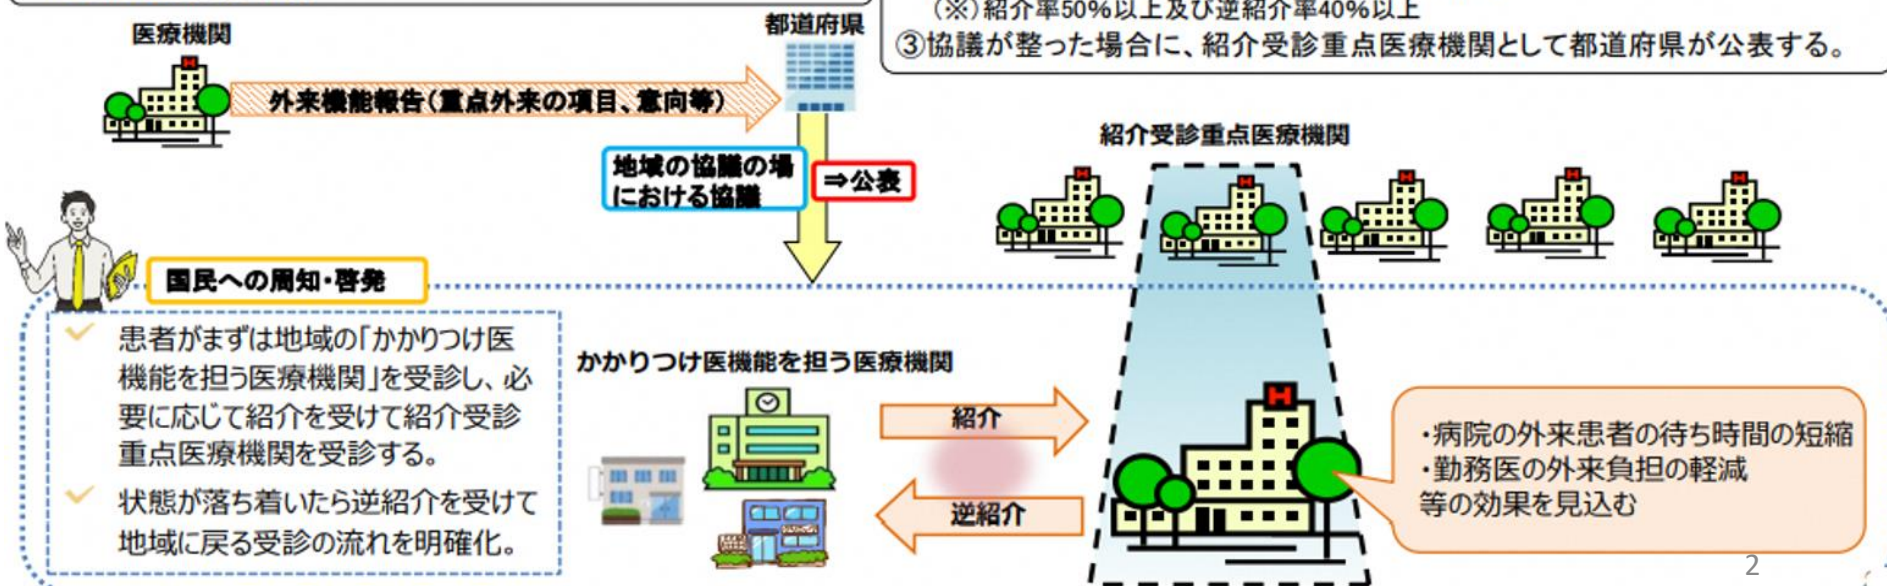 (※)紹介率50%以上及び逆紹介率40%以上
③協議が整った場合に、紹介受診重点医療機関として都道府県が公表する。
医療機関
都道府県
外来機能報告(重点外来の項目、意向等)
地域の協議の場
における協議
⇒公表
紹介受診重点医療機関
国民への周知・啓発
患者がまずは地域の「かかりつけ医
機能を担う医療機関」を受診し、必
要に応じて紹介を受けて紹介受診
重点医療機関を受診する。
状態が落ち着いたら逆紹介を受けて
地域に戻る受診の流れを明確化。
かかりつけ医機能を担う医療機関
紹介
逆紹介
・病院の外来患者の待ち時間の短縮
・勤務医の外来負担の軽減
等の効果を見込む
2